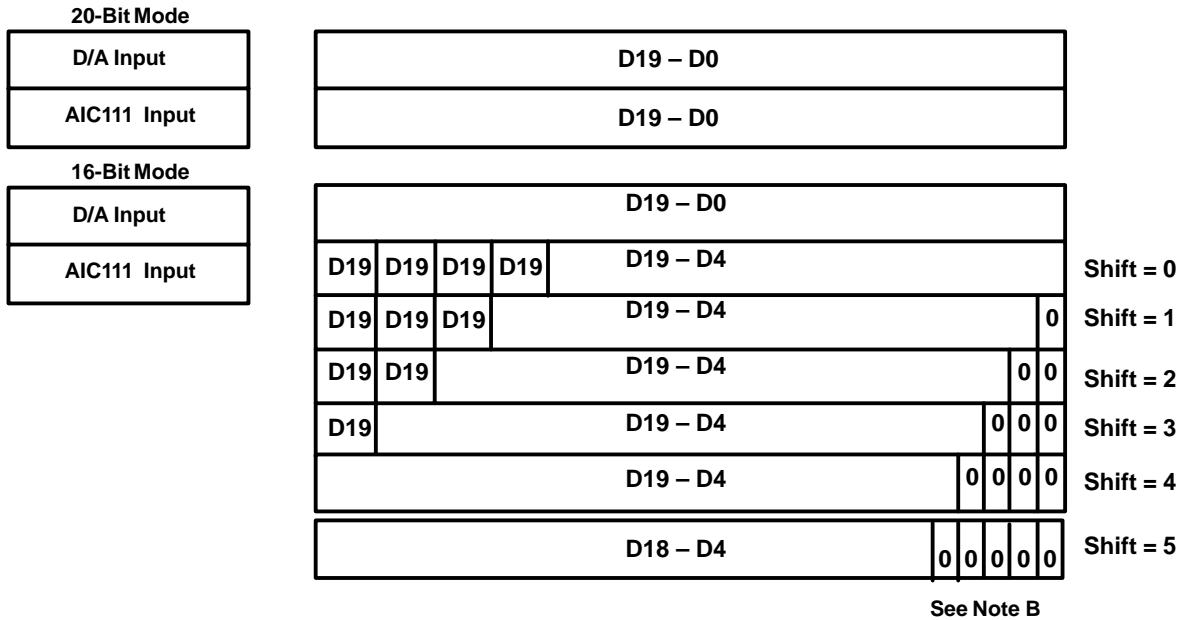 20-Bit Mode
D/A Input
D19 – D0
AIC111 Input
D19 – D0
16-Bit Mode
D/A Input
D19 – D0
AIC111 Input
D19 D19 D19 D19 D19 – D4 Shift = 0
D19 D19 D19 D19 – D4 0 Shift = 1
D19 D19 D19 – D4 0 0 Shift = 2
D19 D19 – D4 0 0 0 Shift = 3
D19 – D4 0 0 0 0 Shift = 4
D18 – D4 0 0 0 0 0 Shift = 5
See Note B